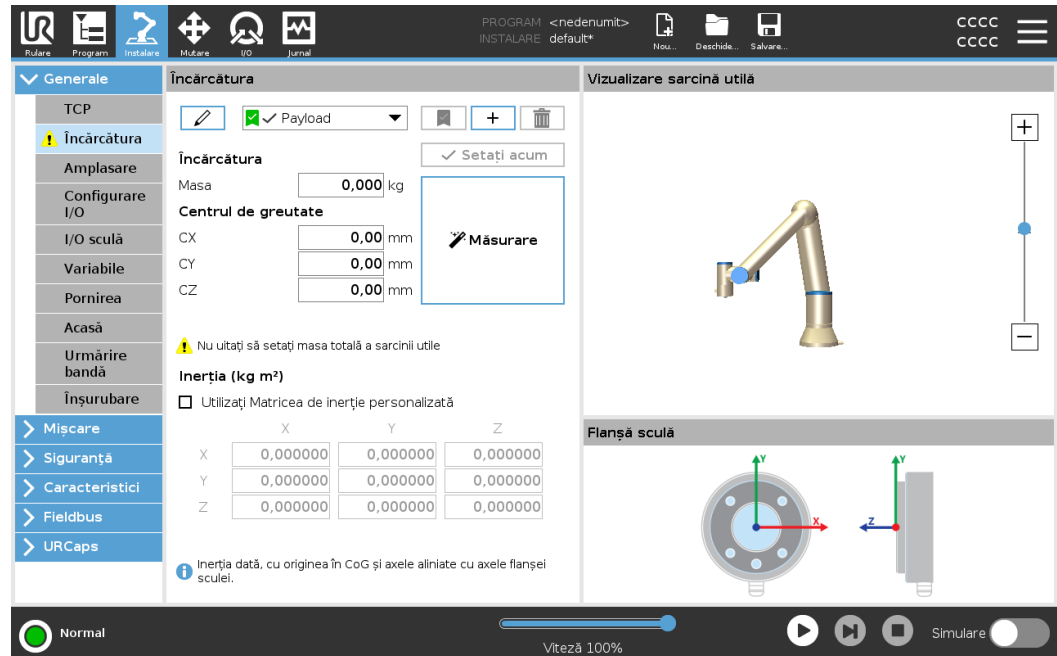 PROGRAM <nedenumit>
INSTALARE default*
Rulare Program Instalare Mutare I/O Jurnal Nou... Deschide... Salvare...
CCCC
CCCC
Generale
TCP
Încărcătura
Amplasare
Configurare
I/O
I/O sculă
Variabile
Pornirea
Acasă
Urmărire
bandă
Înșurubare
Mișcare
Siguranță
Caracteristici
Fieldbus
URCaps
Încărcătura
Payload
Setați acum
Încărcătura
Masa 0,000 kg
Centrul de greutate
CX 0,00 mm
CY 0,00 mm
CZ 0,00 mm
Măsurare
Nu uitați să setați masa totală a sarcinii utile
Inerția (kg m²)
Utilizați Matricea de inerție personalizată
X Y Z
X 0,000000 0,000000 0,000000
Y 0,000000 0,000000 0,000000
Z 0,000000 0,000000 0,000000
Inerția dată, cu originea în CoG și axele aliniate cu axele flanșei
sculei.
Vizualizare sarcină utilă
Flanșă sculă
Y
X
Y
Z
Normal
Viteză 100%
Simulare